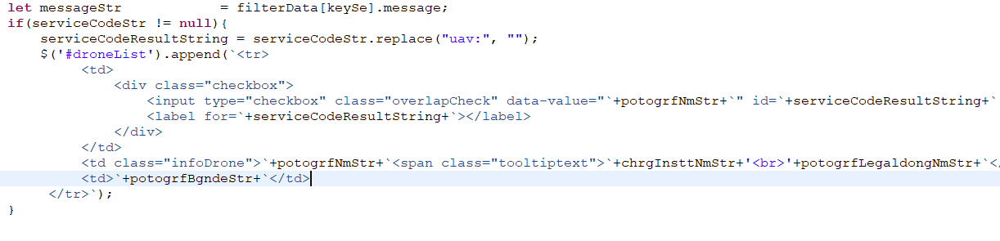 let messageStr            = filterData[keySe].message;
if(serviceCodeStr != null){
    serviceCodeResultString = serviceCodeStr.replace("uav:", "");
    $('#droneList').append(`<tr>
         <td>
             <div class="checkbox">
                 <input type="checkbox" class="overlapCheck" data-value="`+potogrfNmStr+`" id=`+serviceCodeResultString+`
                 <label for=`+serviceCodeResultString+`></label>
             </div>
         </td>
         <td class="infoDrone">`+potogrfNmStr+`<span class="tooltiptext">`+chrgInsttNmStr+'<br>'+potogrfLegaldongNmStr+`</
         <td>`+potogrfBgndeStr+`</td>
     </tr>`);
}